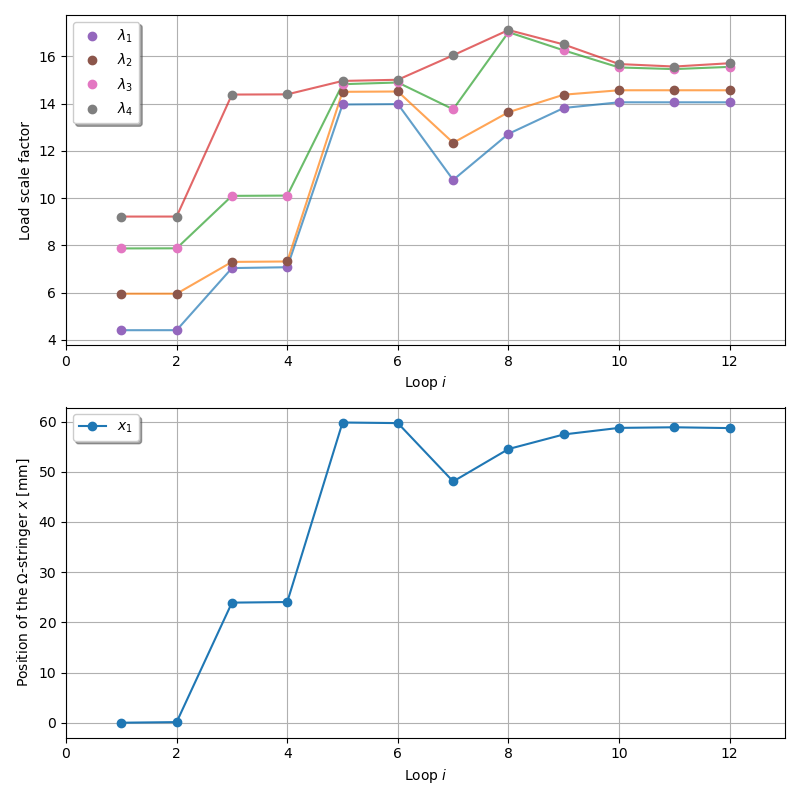 λ1
λ2
λ3
λ4
16
14
12
10
8
6
4
Load scale factor
0 2 4 6 8 10 12
Loop i
x1
60
50
40
30
20
10
0
Position of the Ω-stringer x [mm]
0 2 4 6 8 10 12
Loop i